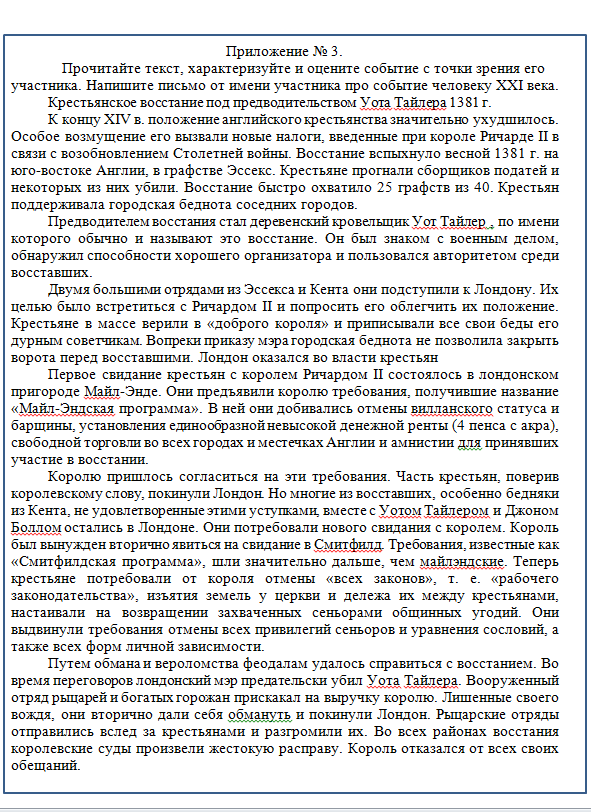 Приложение № 3.
Прочитайте текст, характеризуйте и оцените событие с точки зрения его
участника. Напишите письмо от имени участника про событие человеку XXI века.
Крестьянское восстание под предводительством Уота Тайлера 1381 г.
К концу XIV в. положение английского крестьянства значительно ухудшилось.
Особое возмущение его вызвали новые налоги, введенные при короле Ричарде II в
связи с возобновлением Столетней войны. Восстание вспыхнуло весной 1381 г. на
юго-востоке Англии, в графстве Эссекс. Крестьяне прогнали сборщиков податей и
некоторых из них убили. Восстание быстро охватило 25 графств из 40. Крестьян
поддерживала городская беднота соседних городов.
Предводителем восстания стал деревенский кровельщик Уот Тайлер , по имени
которого обычно и называют это восстание. Он был знаком с военным делом,
обнаружил способности хорошего организатора и пользовался авторитетом среди
восставших.
Двумя большими отрядами из Эссекса и Кента они подступили к Лондону. Их
целью было встретиться с Ричардом II и попросить его облегчить их положение.
Крестьяне в массе верили в «доброго короля» и приписывали все свои беды его
дурным советчикам. Вопреки приказу мэра городская беднота не позволила закрыть
ворота перед восставшими. Лондон оказался во власти крестьян
Первое свидание крестьян с королем Ричардом II состоялось в лондонском
пригороде Майл-Энде. Они предъявили королю требования, получившие название
«Майл-Эндская программа». В ней они добивались отмены вилланского статуса и
барщины, установления единообразной невысокой денежной ренты (4 пенса с акра),
свободной торговли во всех городах и местечках Англии и амнистии для принявших
участие в восстании.
Королю пришлось согласиться на эти требования. Часть крестьян, поверив
королевскому слову, покинули Лондон. Но многие из восставших, особенно бедняки
из Кента, не удовлетворенные этими уступками, вместе с Уотом Тайлером и Джоном
Боллом остались в Лондоне. Они потребовали нового свидания с королем. Король
был вынужден вторично явиться на свидание в Смитфилд. Требования, известные как
«Смитфилдская программа», шли значительно дальше, чем майлэндские. Теперь
крестьяне потребовали от короля отмены «всех законов», т. е. «рабочего
законодательства», изъятия земель у церкви и дележа их между крестьянами,
настаивали на возвращении захваченных сеньорами общинных угодий. Они
выдвинули требования отмены всех привилегий сеньоров и уравнения сословий, а
также всех форм личной зависимости.
Путем обмана и вероломства феодалам удалось справиться с восстанием. Во
время переговоров лондонский мэр предательски убил Уота Тайлера. Вооруженный
отряд рыцарей и богатых горожан прискакал на выручку королю. Лишенные своего
вождя, они вторично дали себя обмануть и покинули Лондон. Рыцарские отряды
отправились вслед за крестьянами и разгромили их. Во всех районах восстания
королевские суды произвели жестокую расправу. Король отказался от всех своих
обещаний.